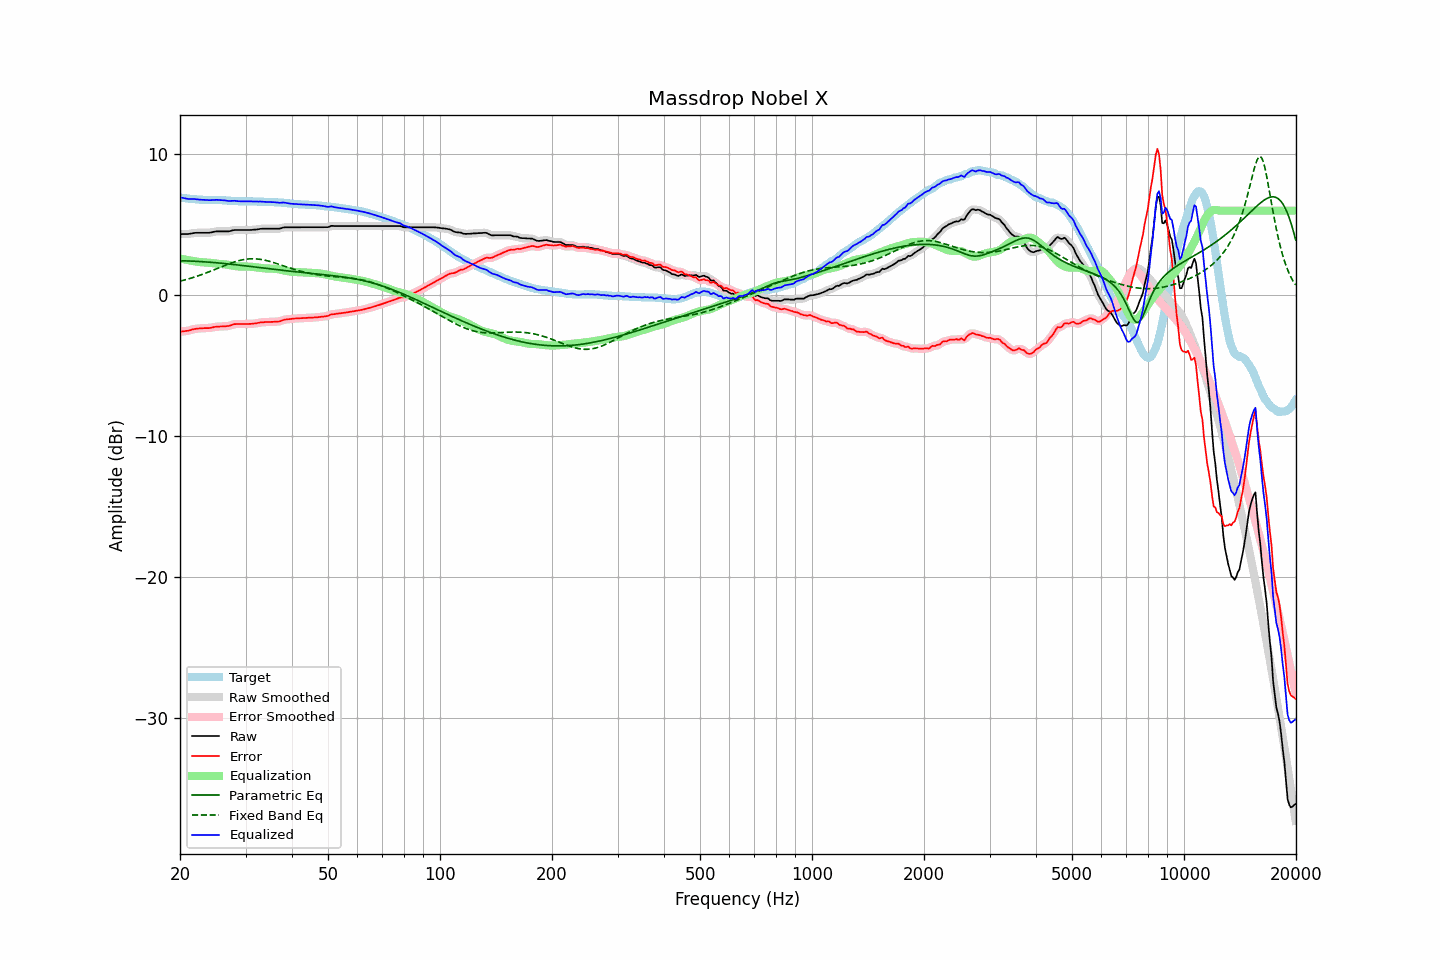 Massdrop Nobel X
10
0
−10
−20
−30
Amplitude (dBr)
Target
Raw Smoothed
Error Smoothed
Raw
Error
Equalization
Parametric Eq
Fixed Band Eq
Equalized
20 50 100 200 500 1000 2000 5000 10000 20000
Frequency (Hz)